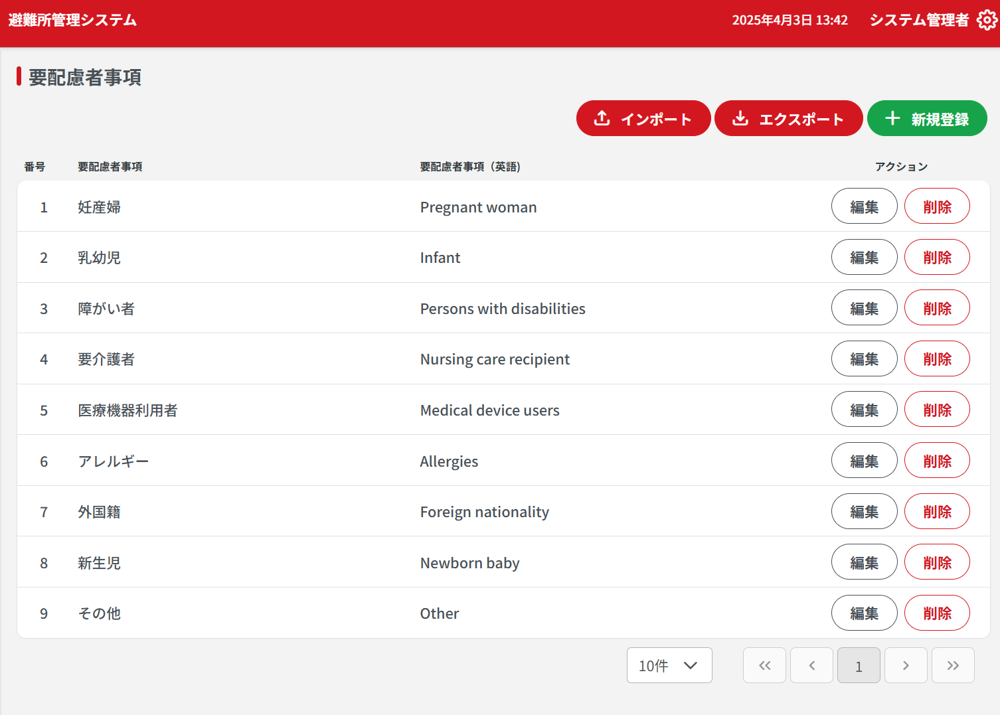 避難所管理システム 2025年4月3日 13:42 システム管理者
要配慮者事項
インポート エクスポート 新規登録
番号 要配慮者事項 要配慮者事項（英語) アクション
1 妊産婦 Pregnant woman 編集 削除
2 乳幼児 Infant 編集 削除
3 障がい者 Persons with disabilities 編集 削除
4 要介護者 Nursing care recipient 編集 削除
5 医療機器利用者 Medical device users 編集 削除
6 アレルギー Allergies 編集 削除
7 外国籍 Foreign nationality 編集 削除
8 新生児 Newborn baby 編集 削除
9 その他 Other 編集 削除
10件 1